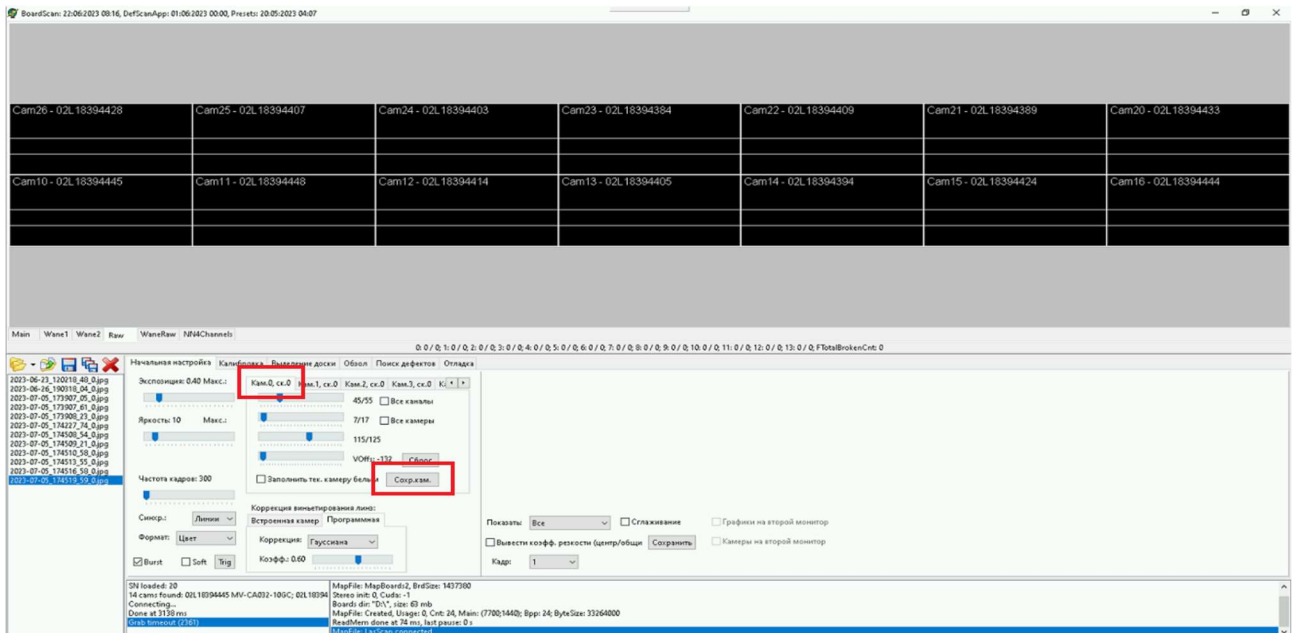 BoardScan: 22:06:2023 08:16, DefScanApp: 01:06:2023 00:00, Presets: 20:05:2023 04:07
Cam26 - 02L18394428 Cam25 - 02L18394407 Cam24 - 02L18394403 Cam23 - 02L18394384 Cam22 - 02L18394409 Cam21 - 02L18394389 Cam20 - 02L18394433
Cam10 - 02L18394445 Cam11 - 02L18394448 Cam12 - 02L18394414 Cam13 - 02L18394405 Cam14 - 02L18394394 Cam15 - 02L18394424 Cam16 - 02L18394444
Main Wane1 Wane2 Raw WaneRaw NN4Channels
0: 0 / 0; 1: 0 / 0; 2: 0 / 0; 3: 0 / 0; 4: 0 / 0; 5: 0 / 0; 6: 0 / 0; 7: 0 / 0; 8: 0 / 0; 9: 0 / 0; 10: 0 / 0; 11: 0 / 0; 12: 0 / 0; 13: 0 / 0; FTotalBrokenCnt: 0
Начальная настройка Калибровка Выделение доски Обзол Поиск дефектов Отладка
2023-06-23_120218_48_0.jpg
2023-06-26_190318_04_0.jpg
2023-07-05_173907_05_0.jpg
2023-07-05_173907_61_0.jpg
2023-07-05_173908_23_0.jpg
2023-07-05_174227_74_0.jpg
2023-07-05_174508_54_0.jpg
2023-07-05_174509_21_0.jpg
2023-07-05_174510_58_0.jpg
2023-07-05_174513_55_0.jpg
2023-07-05_174516_58_0.jpg
2023-07-05_174519_59_0.jpg
Экспозиция: 0.40 Макс.:
Яркость: 10 Макс.:
Частота кадров: 300
Синхр.: Линии
Формат: Цвет
Burst Soft Trig
Кам.0, ск.0 Кам.1, ск.0 Кам.2, ск.0 Кам.3, ск.0
45/55 Все каналы
7/17 Все камеры
115/125
VOffs: -132 Сброс
Заполнить тек. камеру белым Сохр.кам.
Коррекция виньетирования линз:
Встроенная камер Программная
Коррекция: Гауссиана
Коэфф.: 0.60
Показать: Все Сглаживание Графики на второй монитор
Вывести коэфф. резкости (центр/общи Сохранить Камеры на второй монитор
Кадр: 1
SN loaded: 20
14 cams found: 02L18394445 MV-CA032-10GC; 02L18394
Connecting...
Done at 3138 ms
Grab timeout (2361)
MapFile: MapBoards2, BrdSize: 1437380
Stereo init: 0, Cuda: -1
Boards dir: "D:\", size: 63 mb
MapFile: Created, Usage: 0, Cnt: 24, Main: (7700;1440); Bpp: 24; ByteSize: 33264000
ReadMem done at 74 ms, last pause: 0 s
MapFile: LasScan connected